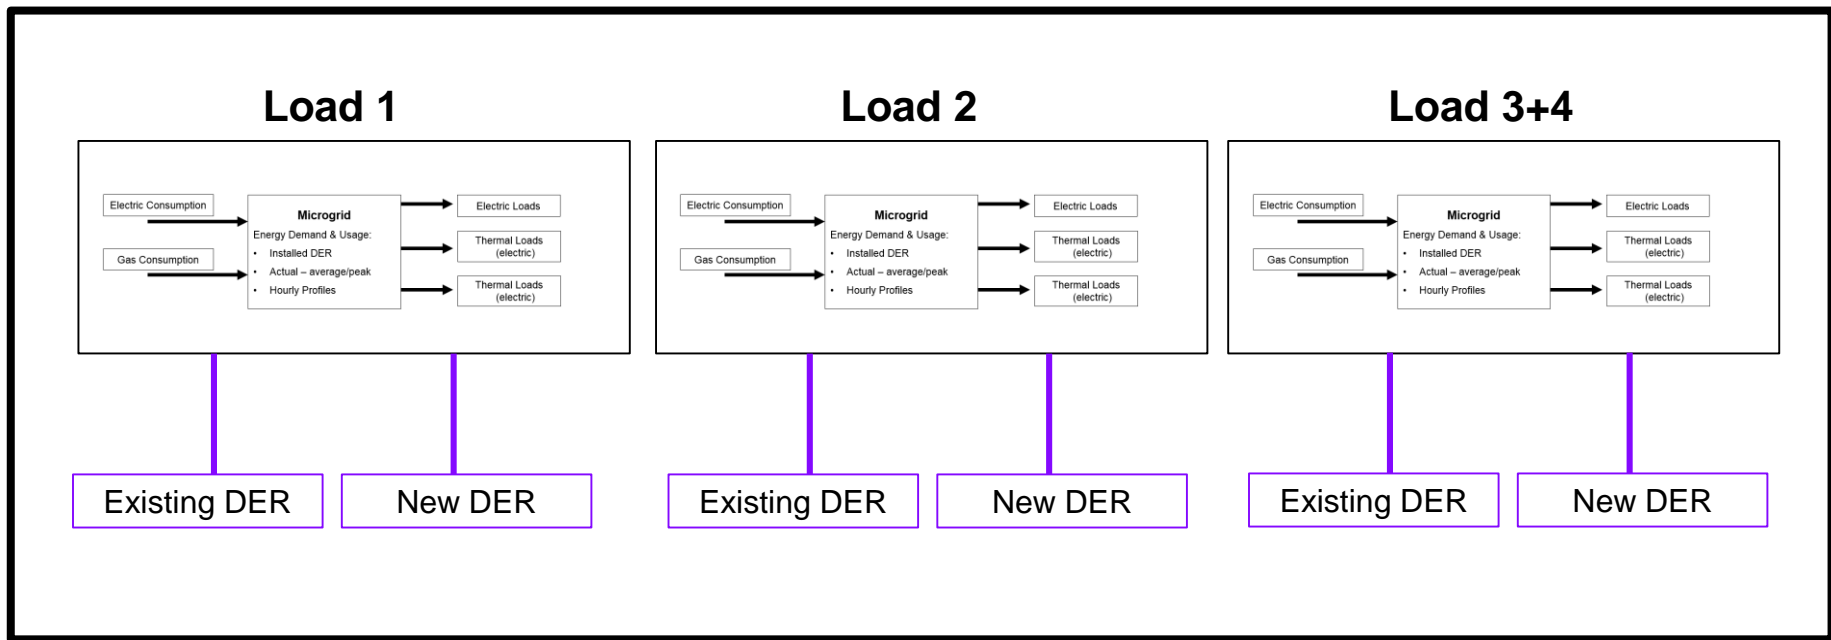 Load 1
Electric Consumption
Gas Consumption
Microgrid
Energy Demand & Usage:
• Installed DER
• Actual – average/peak
• Hourly Profiles
Electric Loads
Thermal Loads
(electric)
Thermal Loads
(electric)
Existing DER
New DER
Load 2
Electric Consumption
Gas Consumption
Microgrid
Energy Demand & Usage:
• Installed DER
• Actual – average/peak
• Hourly Profiles
Electric Loads
Thermal Loads
(electric)
Thermal Loads
(electric)
Existing DER
New DER
Load 3+4
Electric Consumption
Gas Consumption
Microgrid
Energy Demand & Usage:
• Installed DER
• Actual – average/peak
• Hourly Profiles
Electric Loads
Thermal Loads
(electric)
Thermal Loads
(electric)
Existing DER
New DER